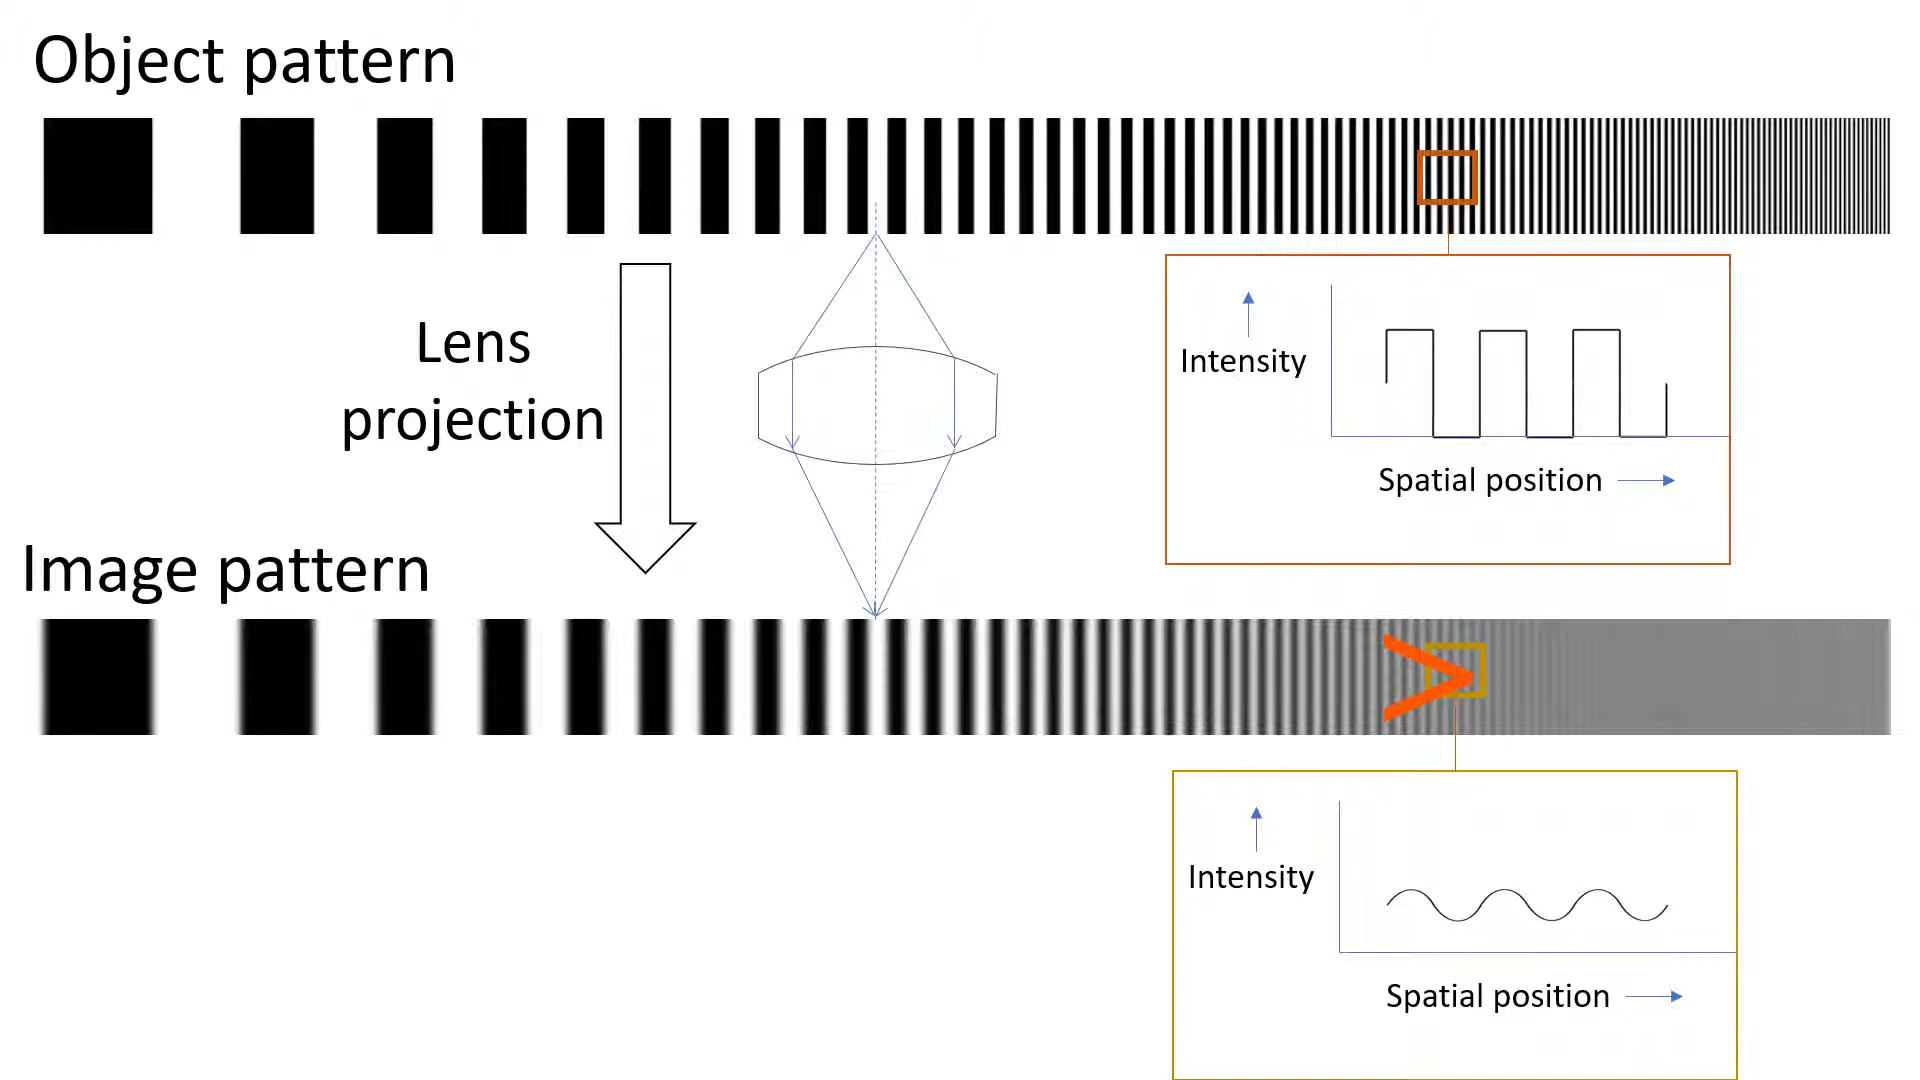 Object pattern
Lens
projection
Intensity
Spatial position
Image pattern
Intensity
Spatial position